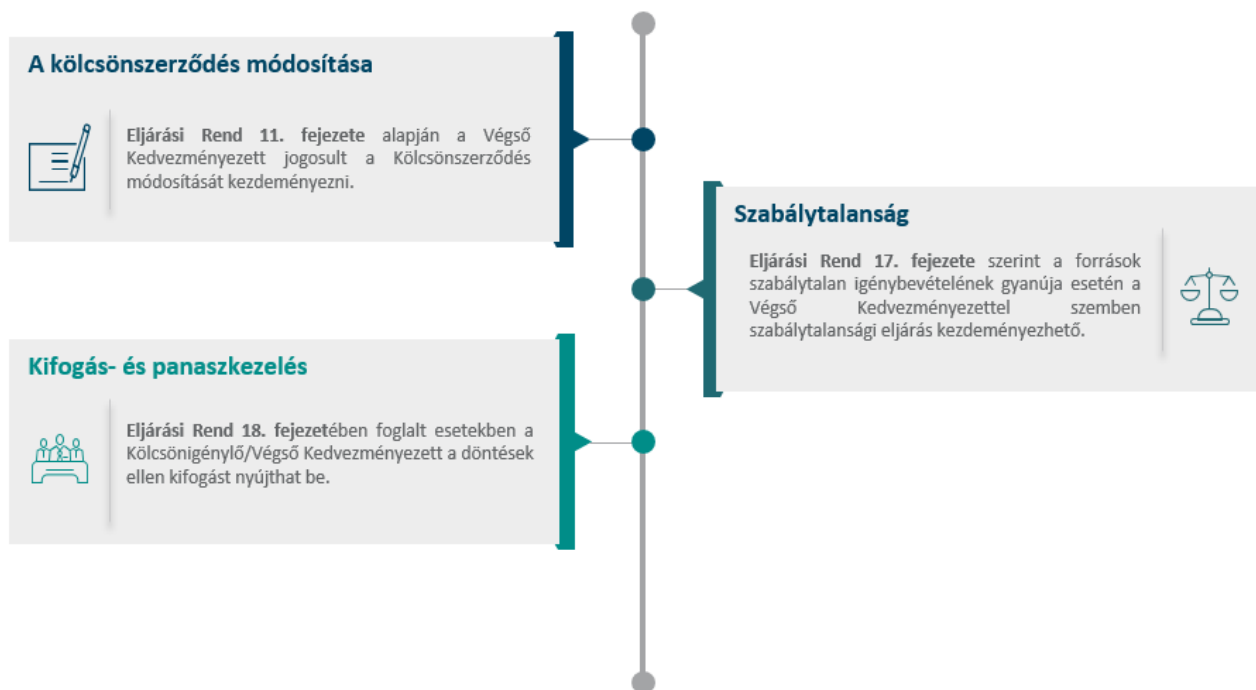 A kölcsönszerződés módosítása
Eljárási Rend 11. fejezete alapján a Végső
Kedvezményezett jogosult a Kölcsönszerződés
módosítását kezdeményezni.
Szabálytalanság
Eljárási Rend 17. fejezete szerint a források
szabálytalan igénybevételének gyanúja esetén a
Végső Kedvezményezettel szemben
szabálytalansági eljárás kezdeményezhető.
Kifogás- és panaszkezelés
Eljárási Rend 18. fejezetében foglalt esetekben a
Kölcsönigénylő/Végső Kedvezményezett a döntések
ellen kifogást nyújthat be.